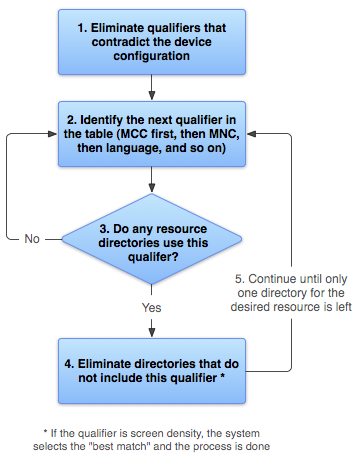 1. Eliminate qualifiers that
contradict the device
configuration
2. Identify the next qualifier in
the table (MCC first, then MNC,
then language, and so on)
3. Do any resource
directories use this
qualifer?
No
Yes
5. Continue until only
one directory for the
desired resource is left
4. Eliminate directories that do
not include this qualifier *
* If the qualifier is screen density, the system
selects the "best match" and the process is done